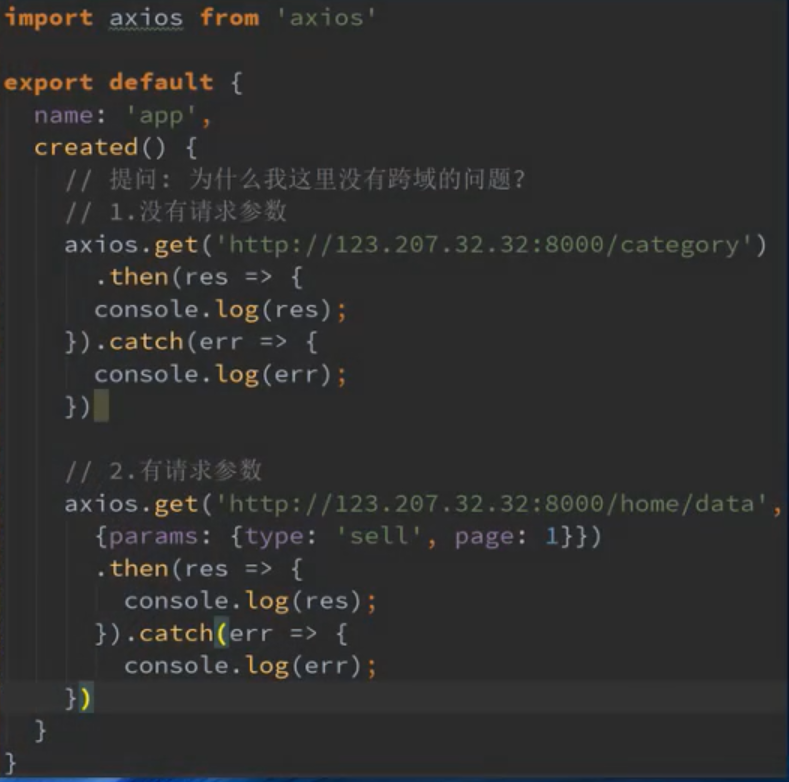 import axios from 'axios'
export default {
name: 'app',
created() {
// 提问: 为什么我这里没有跨域的问题?
// 1.没有请求参数
axios.get('http://123.207.32.32:8000/category')
.then(res => {
console.log(res);
}).catch(err => {
console.log(err);
})
// 2.有请求参数
axios.get('http://123.207.32.32:8000/home/data',
{params: {type: 'sell', page: 1}})
.then(res => {
console.log(res);
}).catch(err => {
console.log(err);
})
}
}